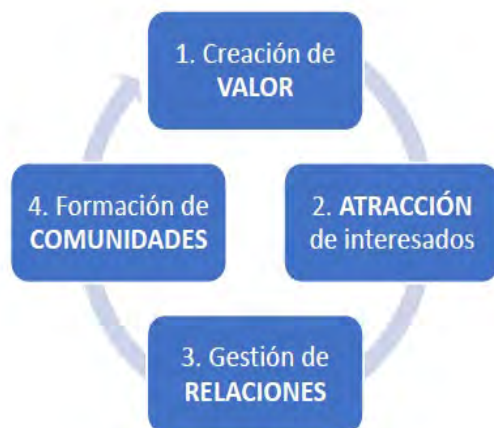 1. Creación de
VALOR
2. ATRACCIÓN
de interesados
3. Gestión de
RELACIONES
4. Formación de
COMUNIDADES